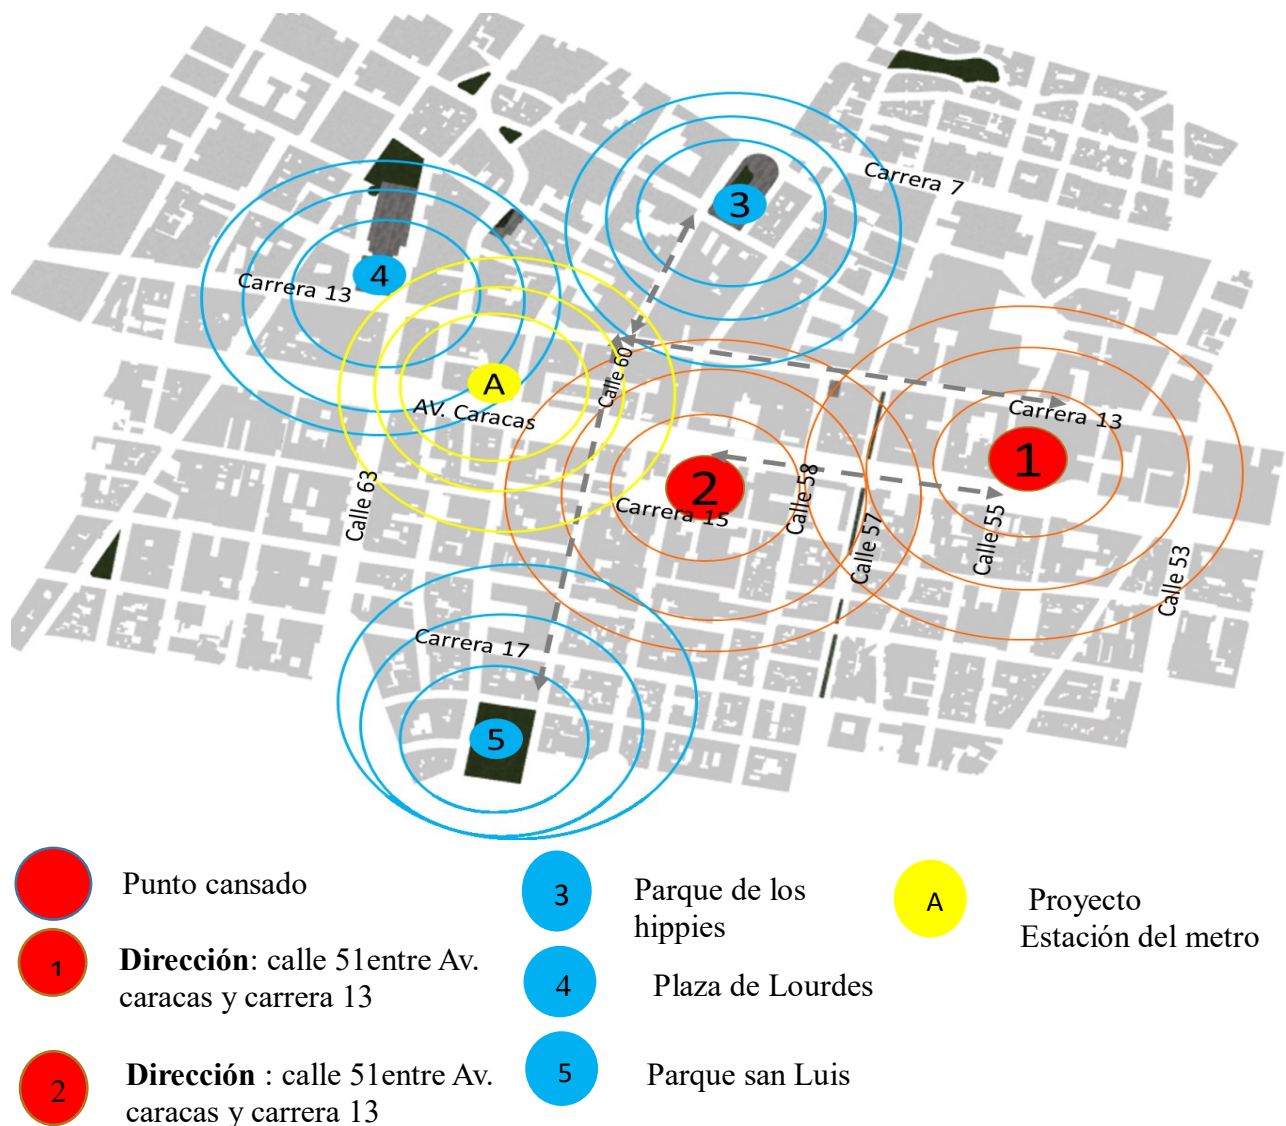 Carrera 7
3
4
Carrera 13
Calle 60
A
AV. Caracas
Carrera 13
1
2
Carrera 15
Calle 58
Calle 63
Calle 57
Calle 55
Calle 53
Carrera 17
5
Punto cansado
1
Dirección: calle 51entre Av.
caracas y carrera 13
2
Dirección : calle 51entre Av.
caracas y carrera 13
3
Parque de los
hippies
4
Plaza de Lourdes
5
Parque san Luis
A
Proyecto
Estación del metro